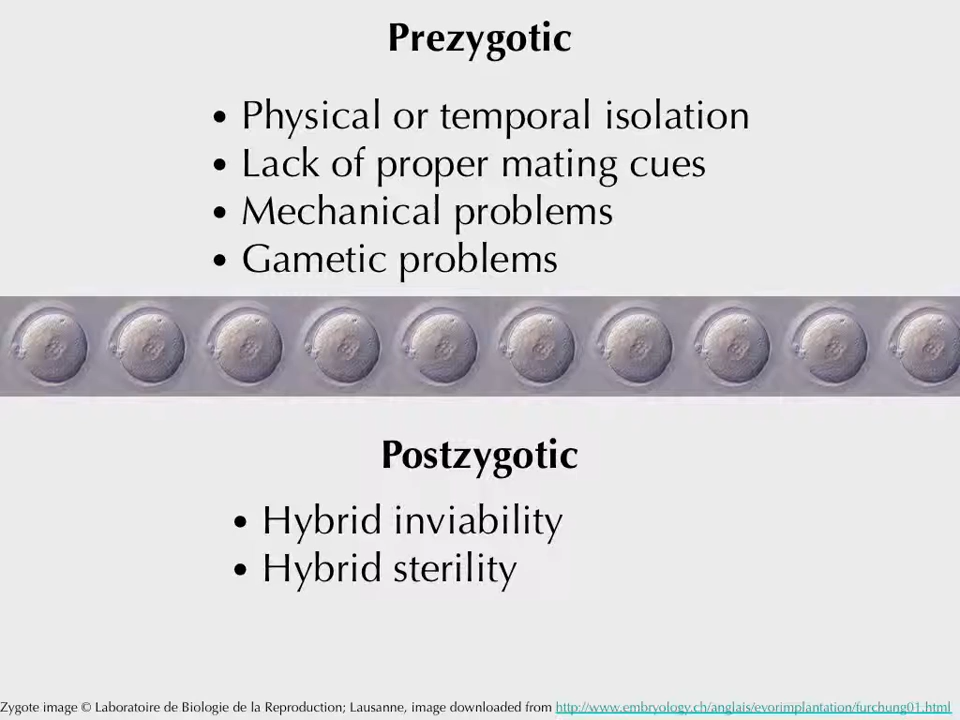 Prezygotic
• Physical or temporal isolation
• Lack of proper mating cues
• Mechanical problems
• Gametic problems
Postzygotic
• Hybrid inviability
• Hybrid sterility
Zygote image © Laboratoire de Biologie de la Reproduction; Lausanne, image downloaded from http://www.embryology.ch/anglais/evorimplantation/furchung01.html